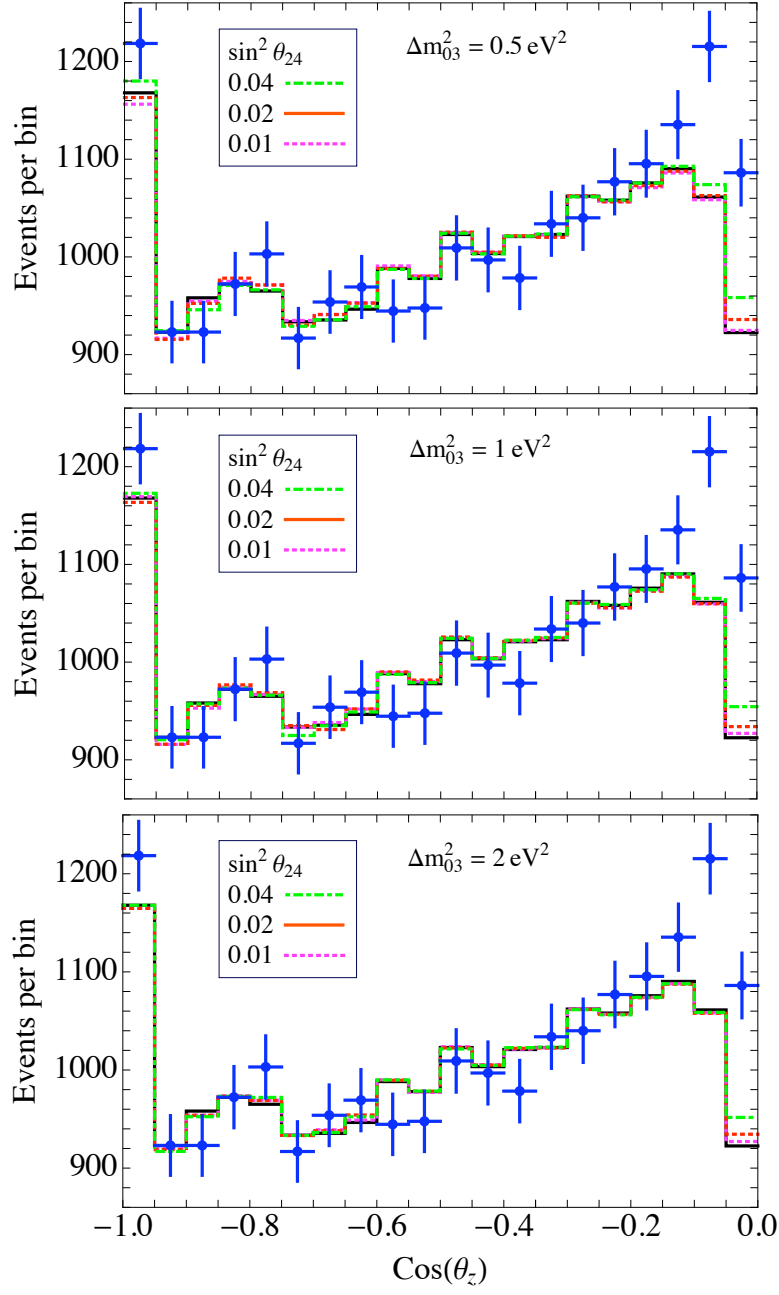 sin² θ₂₄
0.04
0.02
0.01
Δm²₀₃ = 0.5 eV²
1200
1100
1000
900
Events per bin
sin² θ₂₄
0.04
0.02
0.01
Δm²₀₃ = 1 eV²
1200
1100
1000
900
Events per bin
sin² θ₂₄
0.04
0.02
0.01
Δm²₀₃ = 2 eV²
1200
1100
1000
900
Events per bin
−1.0 −0.8 −0.6 −0.4 −0.2 0.0
Cos(θ_z)